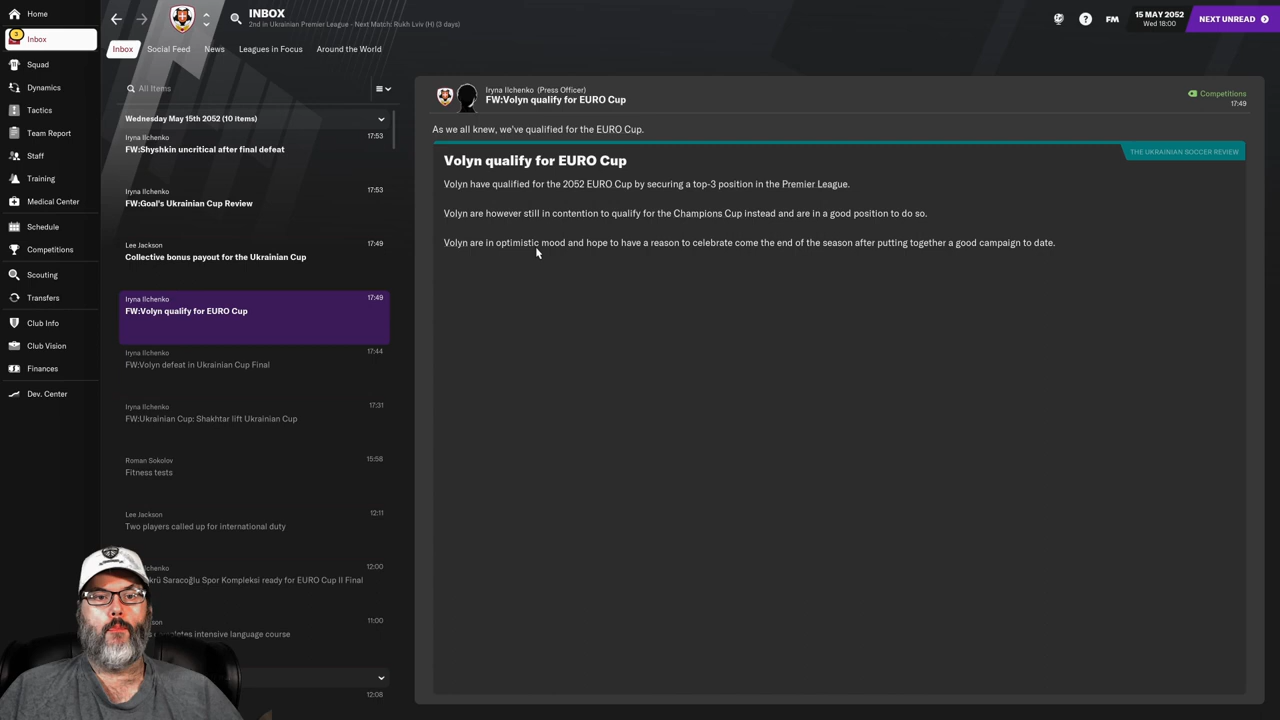 INBOX
2nd in Ukrainian Premier League - Next Match: Rukh Lviv (H) (3 days)
FM
15 MAY 2052
Wed 18:00
NEXT UNREAD
Home
3
Inbox
Squad
Dynamics
Tactics
Team Report
Staff
Training
Medical Center
Schedule
Competitions
Scouting
Transfers
Club Info
Club Vision
Finances
Dev. Center
Inbox
Social Feed
News
Leagues in Focus
Around the World
All Items
Wednesday May 15th 2052 (10 items)
Iryna Ilchenko 17:53
FW:Shyshkin uncritical after final defeat
Iryna Ilchenko 17:53
FW:Goal's Ukrainian Cup Review
Lee Jackson 17:49
Collective bonus payout for the Ukrainian Cup
Iryna Ilchenko 17:49
FW:Volyn qualify for EURO Cup
Iryna Ilchenko 17:44
FW:Volyn defeat in Ukrainian Cup Final
Iryna Ilchenko 17:31
FW:Ukrainian Cup: Shakhtar lift Ukrainian Cup
Roman Sokolov 15:58
Fitness tests
Lee Jackson 12:11
Two players called up for international duty
12:00
Saracoğlu Spor Kompleksi ready for EURO Cup II Final
11:00
intensive language course
12:08
Iryna Ilchenko (Press Officer)
FW:Volyn qualify for EURO Cup
Competitions
17:49
As we all knew, we've qualified for the EURO Cup.
Volyn qualify for EURO Cup
THE UKRAINIAN SOCCER REVIEW
Volyn have qualified for the 2052 EURO Cup by securing a top-3 position in the Premier League.
Volyn are however still in contention to qualify for the Champions Cup instead and are in a good position to do so.
Volyn are in optimistic mood and hope to have a reason to celebrate come the end of the season after putting together a good campaign to date.